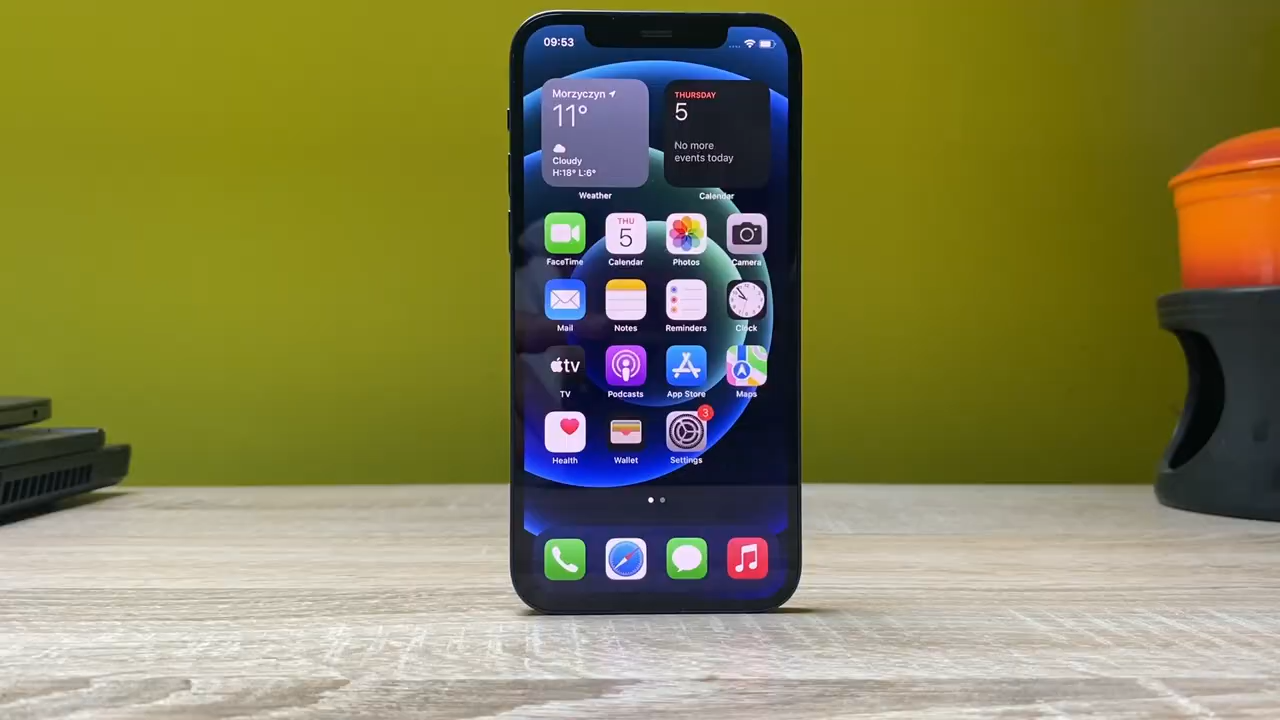 09:53
Morzyczyn
11°
Cloudy
H:18° L:6°
Weather
THURSDAY
5
No more
events today
Calendar
THU
5
FaceTime
Calendar
Photos
Camera
Mail
Notes
Reminders
Clock
tv
TV
Podcasts
App Store
Maps
3
Health
Wallet
Settings